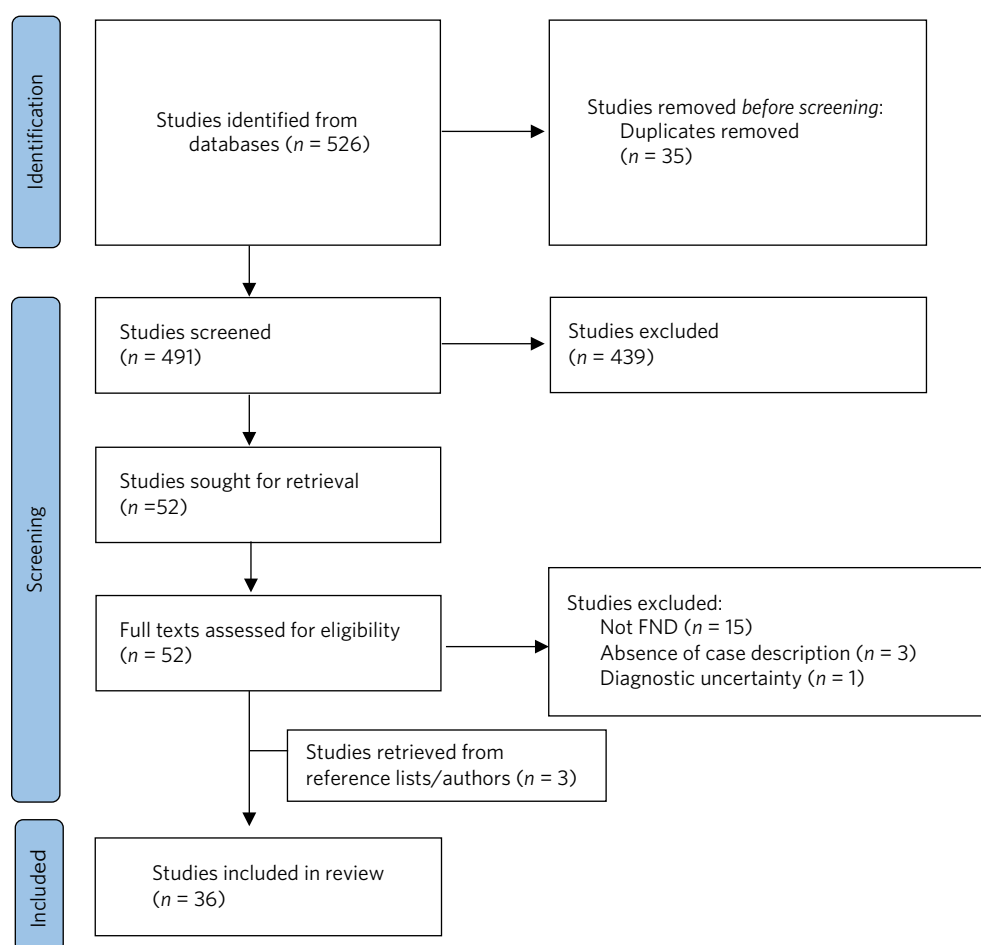 Identification
Studies identified from
databases (n = 526)
Studies removed before screening:
Duplicates removed
(n = 35)
Screening
Studies screened
(n = 491)
Studies excluded
(n = 439)
Studies sought for retrieval
(n =52)
Full texts assessed for eligibility
(n = 52)
Studies excluded:
Not FND (n = 15)
Absence of case description (n = 3)
Diagnostic uncertainty (n = 1)
Studies retrieved from
reference lists/authors (n = 3)
Included
Studies included in review
(n = 36)